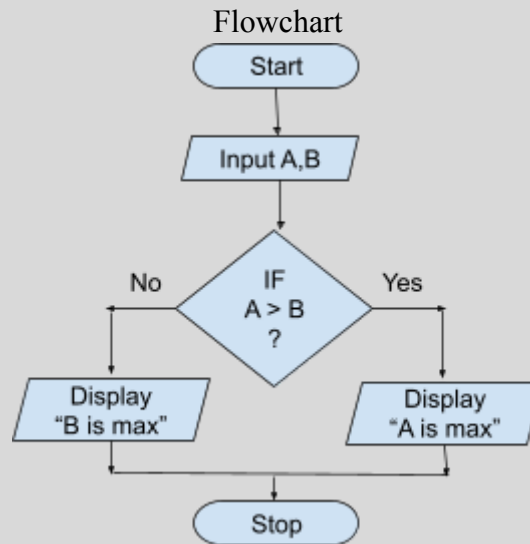 Flowchart
Start
Input A,B
IF
A > B
?
No
Yes
Display
“B is max”
Display
“A is max”
Stop